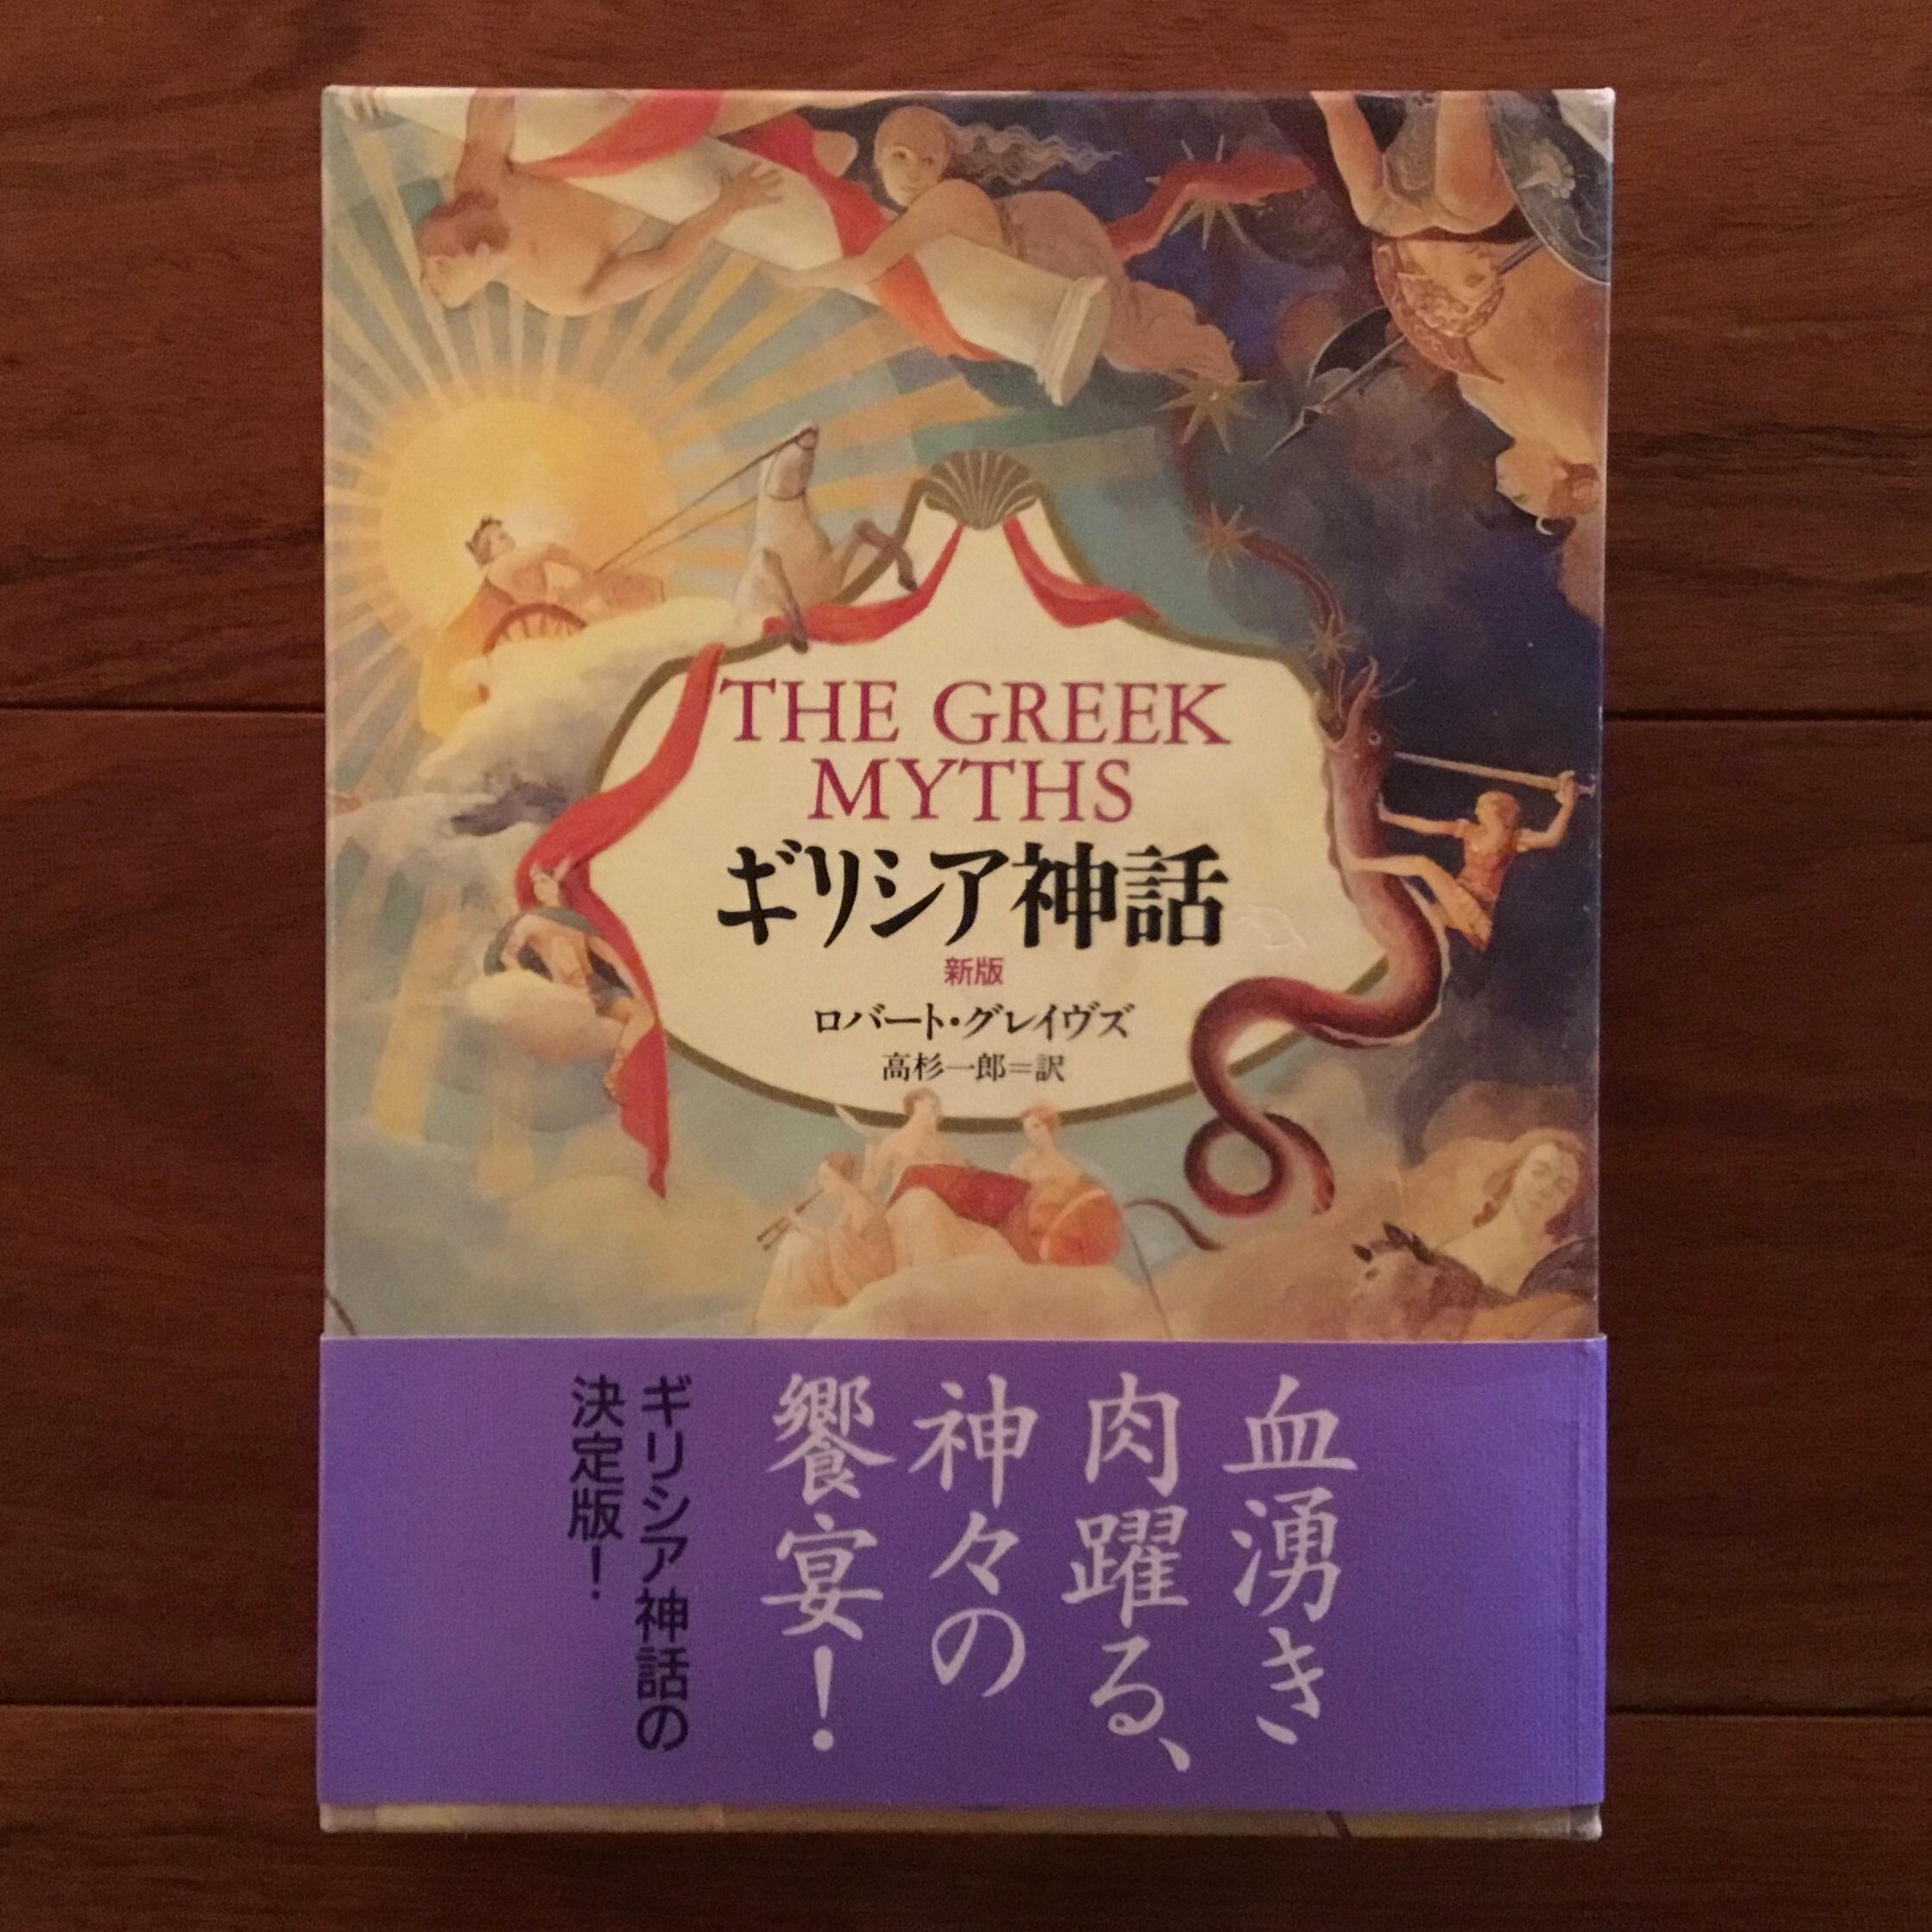 THE GREEK
MYTHS
ギリシア神話
新版
ロバート・グレイヴズ
高杉一郎=訳
血湧き
肉躍る、
神々の
饗宴!
ギリシア神話の
決定版!